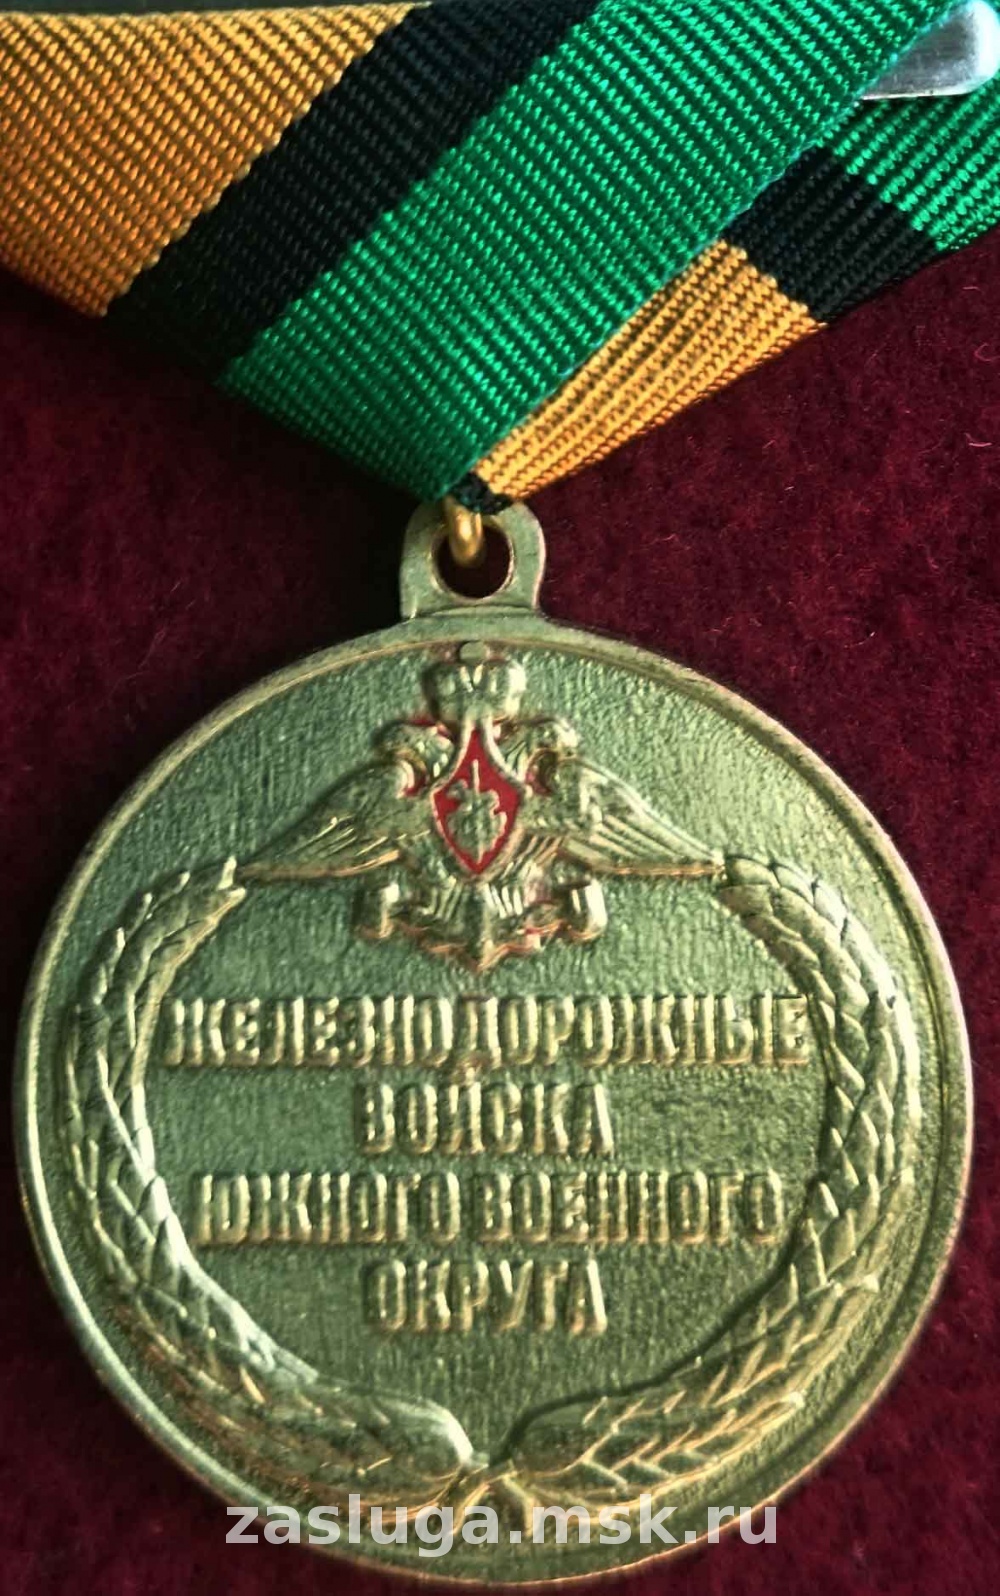 ЖЕЛЕЗНОДОРОЖНЫЕ
ВОЙСКА
ЮЖНОГО ВОЕННОГО
ОКРУГА
zasluga.msk.ru